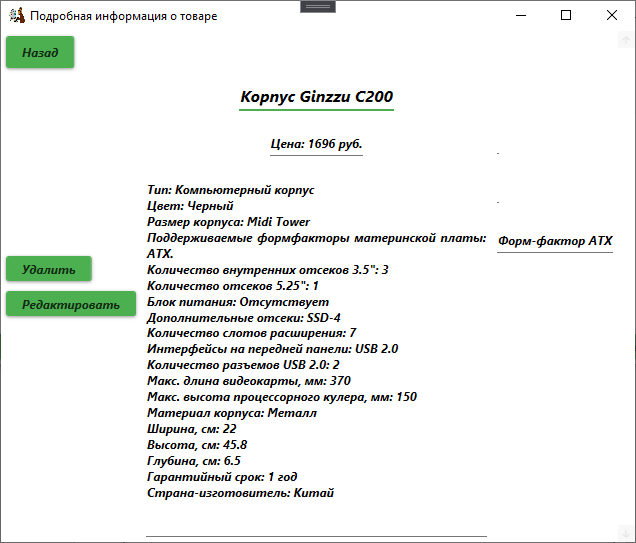 Подробная информация о товаре
Назад
Корпус Ginzzu C200
Цена: 1696 руб.
Тип: Компьютерный корпус
Цвет: Черный
Размер корпуса: Midi Tower
Поддерживаемые формфакторы материнской платы:
ATX.
Форм-фактор ATX
Количество внутренних отсеков 3.5": 3
Удалить
Количество отсеков 5.25": 1
Блок питания: Отсутствует
Редактировать
Дополнительные отсеки: SSD-4
Количество слотов расширения: 7
Интерфейсы на передней панели: USB 2.0
Количество разъемов USB 2.0: 2
Макс. длина видеокарты, мм: 370
Макс. высота процессорного кулера, мм: 150
Материал корпуса: Металл
Ширина, см: 22
Высота, см: 45.8
Глубина, см: 6.5
Гарантийный срок: 1 год
Страна-изготовитель: Китай